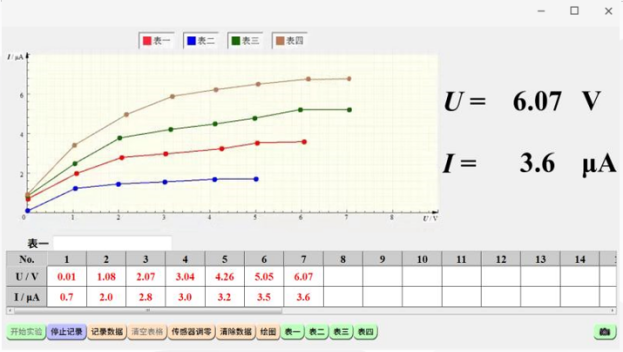 表一 表二 表三 表四
I / μA
U = 6.07 V
6
4
I = 3.6 μA
2
0 1 2 3 4 5 6 7 8 U / V
表一
No. 1 2 3 4 5 6 7 8 9 10 11 12 13 14
U / V 0.01 1.08 2.07 3.04 4.26 5.05 6.07
I / μA 0.7 2.0 2.8 3.0 3.2 3.5 3.6
开始实验 停止记录 记录数据 清空表格 传感器调零 清除数据 绘图 表一 表二 表三 表四